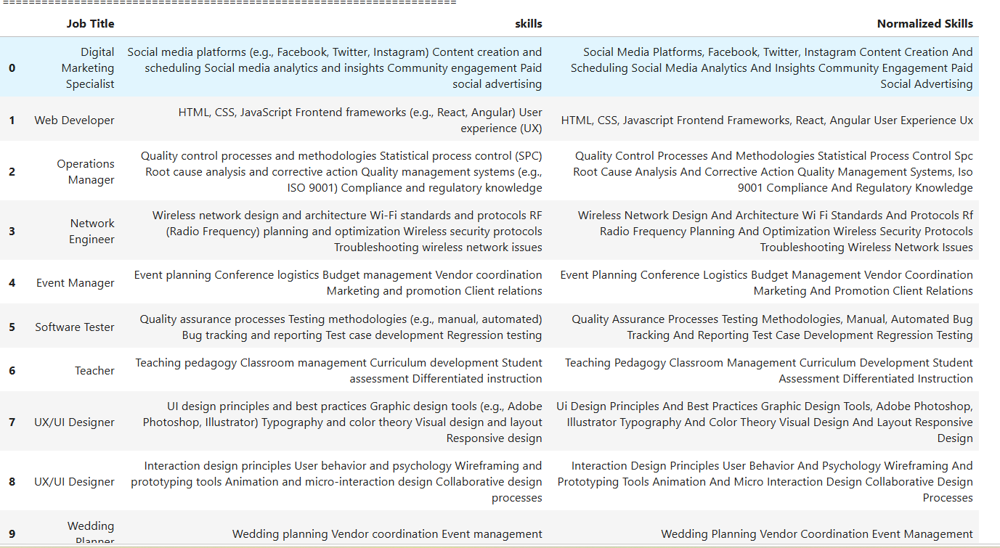 ======================================================================
Job Title skills Normalized Skills
0 Digital Marketing Specialist
Social media platforms (e.g., Facebook, Twitter, Instagram) Content creation and
scheduling Social media analytics and insights Community engagement Paid
social advertising
Social Media Platforms, Facebook, Twitter, Instagram Content Creation And
Scheduling Social Media Analytics And Insights Community Engagement Paid
Social Advertising
1 Web Developer
HTML, CSS, JavaScript Frontend frameworks (e.g., React, Angular) User
experience (UX)
HTML, CSS, Javascript Frontend Frameworks, React, Angular User Experience Ux
2 Operations Manager
Quality control processes and methodologies Statistical process control (SPC)
Root cause analysis and corrective action Quality management systems (e.g.,
ISO 9001) Compliance and regulatory knowledge
Quality Control Processes And Methodologies Statistical Process Control Spc
Root Cause Analysis And Corrective Action Quality Management Systems, Iso
9001 Compliance And Regulatory Knowledge
3 Network Engineer
Wireless network design and architecture Wi-Fi standards and protocols RF
(Radio Frequency) planning and optimization Wireless security protocols
Troubleshooting wireless network issues
Wireless Network Design And Architecture Wi Fi Standards And Protocols Rf
Radio Frequency Planning And Optimization Wireless Security Protocols
Troubleshooting Wireless Network Issues
4 Event Manager
Event planning Conference logistics Budget management Vendor coordination
Marketing and promotion Client relations
Event Planning Conference Logistics Budget Management Vendor Coordination
Marketing And Promotion Client Relations
5 Software Tester
Quality assurance processes Testing methodologies (e.g., manual, automated)
Bug tracking and reporting Test case development Regression testing
Quality Assurance Processes Testing Methodologies, Manual, Automated Bug
Tracking And Reporting Test Case Development Regression Testing
6 Teacher
Teaching pedagogy Classroom management Curriculum development Student
assessment Differentiated instruction
Teaching Pedagogy Classroom Management Curriculum Development Student
Assessment Differentiated Instruction
7 UX/UI Designer
UI design principles and best practices Graphic design tools (e.g., Adobe
Photoshop, Illustrator) Typography and color theory Visual design and layout
Responsive design
Ui Design Principles And Best Practices Graphic Design Tools, Adobe Photoshop,
Illustrator Typography And Color Theory Visual Design And Layout Responsive
Design
8 UX/UI Designer
Interaction design principles User behavior and psychology Wireframing and
prototyping tools Animation and micro-interaction design Collaborative design
processes
Interaction Design Principles User Behavior And Psychology Wireframing And
Prototyping Tools Animation And Micro Interaction Design Collaborative Design
Processes
9 Wedding Planner
Wedding planning Vendor coordination Event management
Wedding Planning Vendor Coordination Event Management